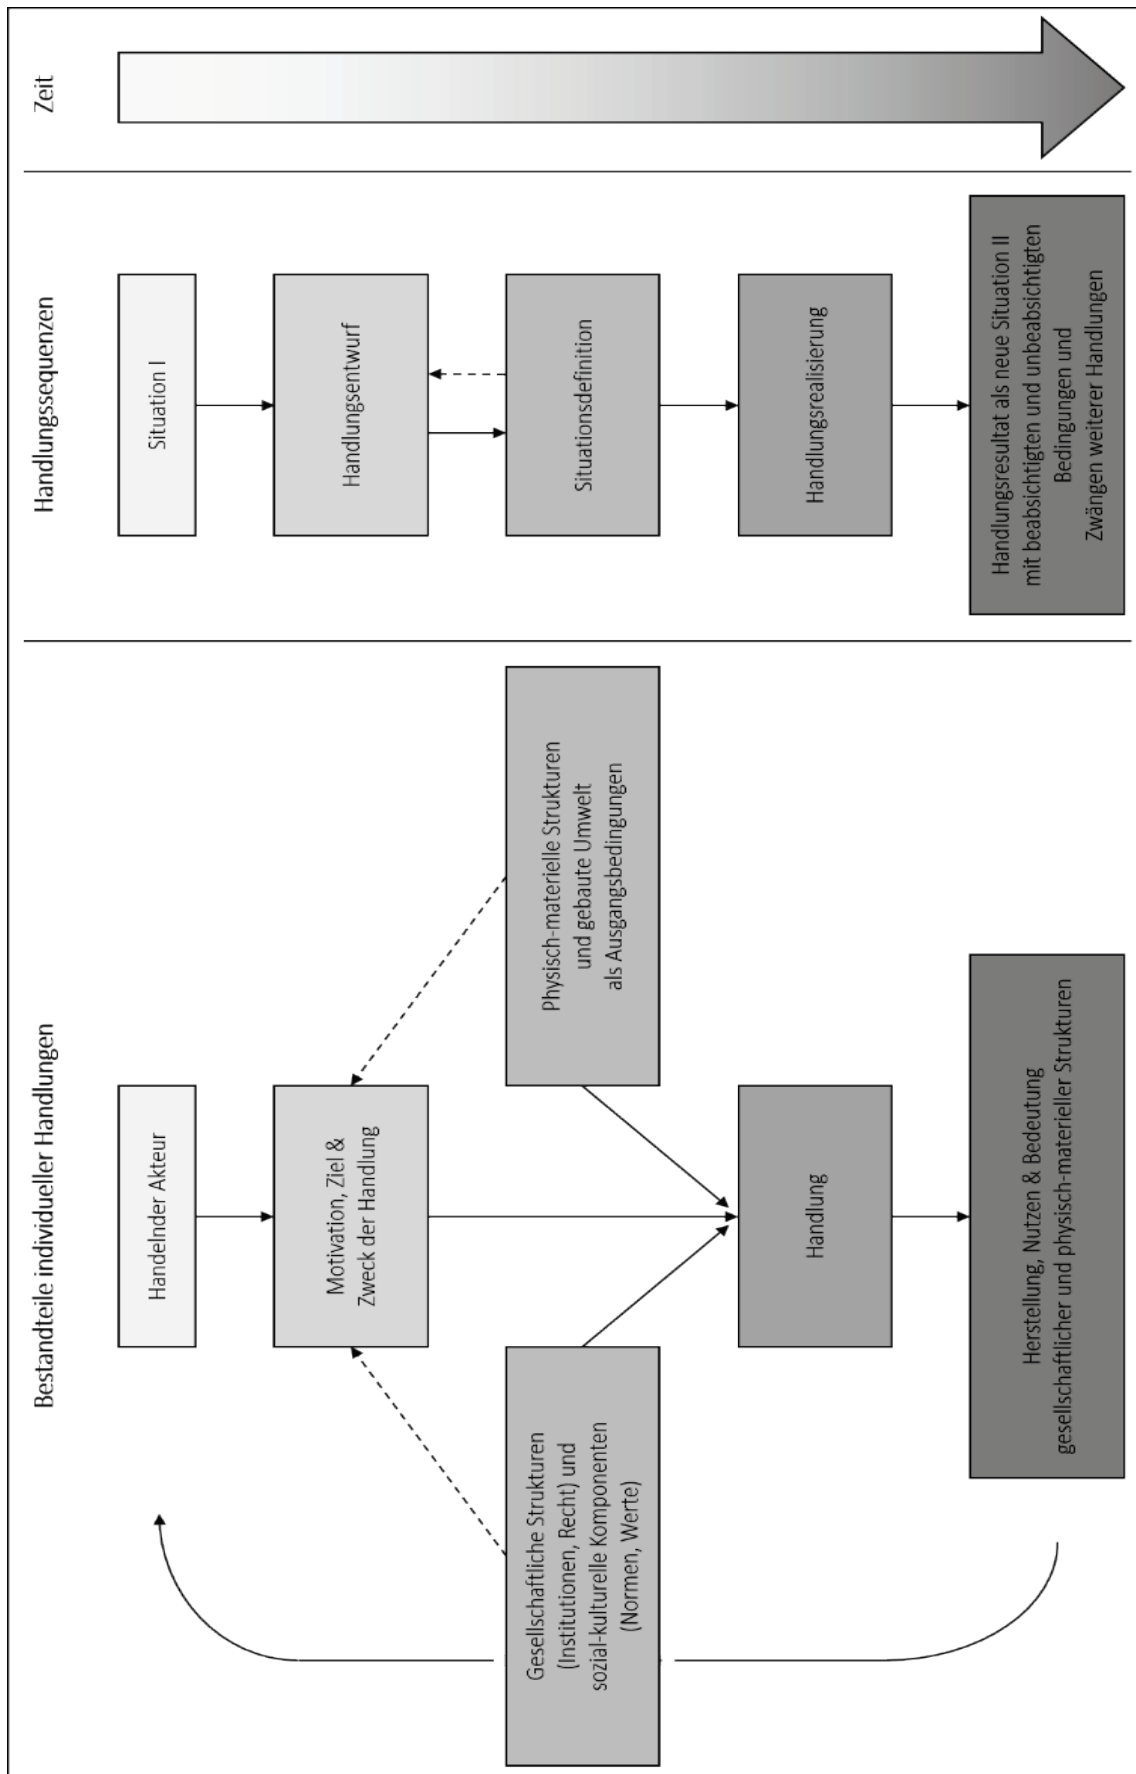 Bestandteile individueller Handlungen
Handelnder Akteur
Motivation, Ziel &
Zweck der Handlung
Gesellschaftliche Strukturen
(Institutionen, Recht) und
sozial-kulturelle Komponenten
(Normen, Werte)
Physisch-materielle Strukturen
und gebaute Umwelt
als Ausgangsbedingungen
Handlung
Herstellung, Nutzen & Bedeutung
gesellschaftlicher und physisch-materieller Strukturen
Handlungssequenzen
Situation I
Handlungsentwurf
Situationsdefinition
Handlungsrealisierung
Handlungsresultat als neue Situation II
mit beabsichtigten und unbeabsichtigten
Bedingungen und
Zwängen weiterer Handlungen
Zeit